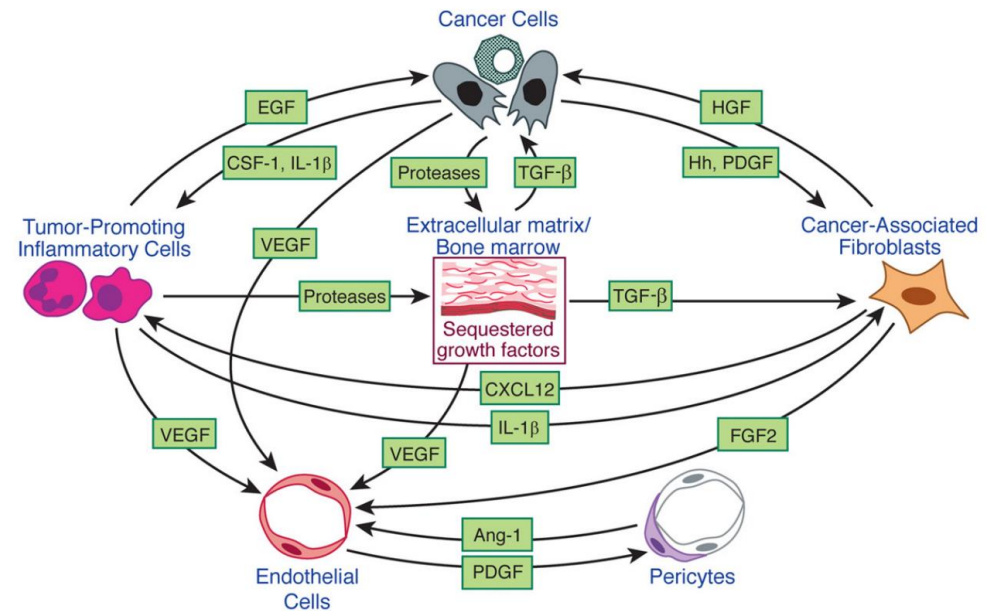 Cancer Cells
EGF
HGF
CSF-1, IL-1β
Proteases
TGF-β
Hh, PDGF
Tumor-Promoting
Inflammatory Cells
VEGF
Extracellular matrix/
Bone marrow
Cancer-Associated
Fibroblasts
Proteases
TGF-β
Sequestered
growth factors
CXCL12
IL-1β
VEGF
VEGF
FGF2
Ang-1
PDGF
Endothelial
Cells
Pericytes